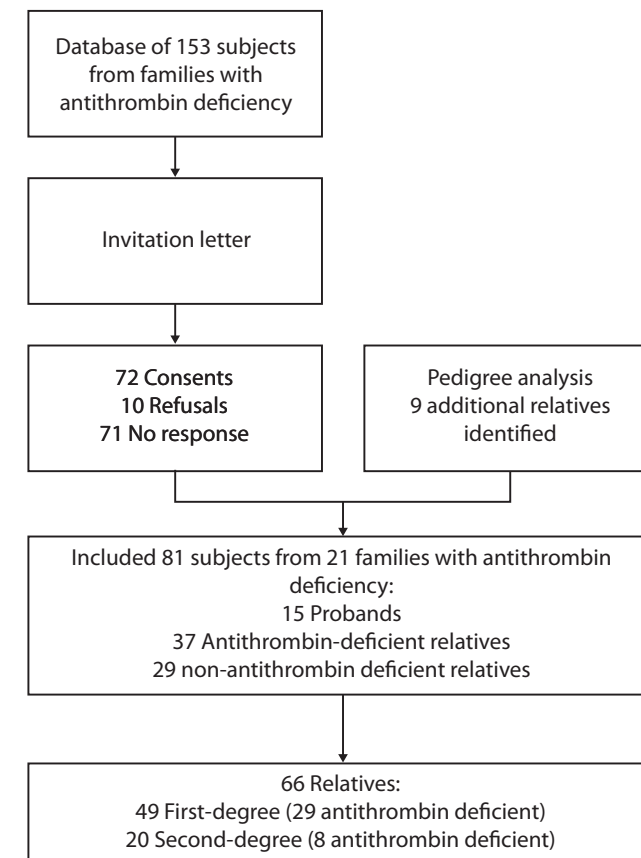 Database of 153 subjects
from families with
antithrombin deficiency
Invitation letter
72 Consents
10 Refusals
71 No response
Pedigree analysis
9 additional relatives
identified
Included 81 subjects from 21 families with antithrombin
deficiency:
15 Probands
37 Antithrombin-deficient relatives
29 non-antithrombin deficient relatives
66 Relatives:
49 First-degree (29 antithrombin deficient)
20 Second-degree (8 antithrombin deficient)